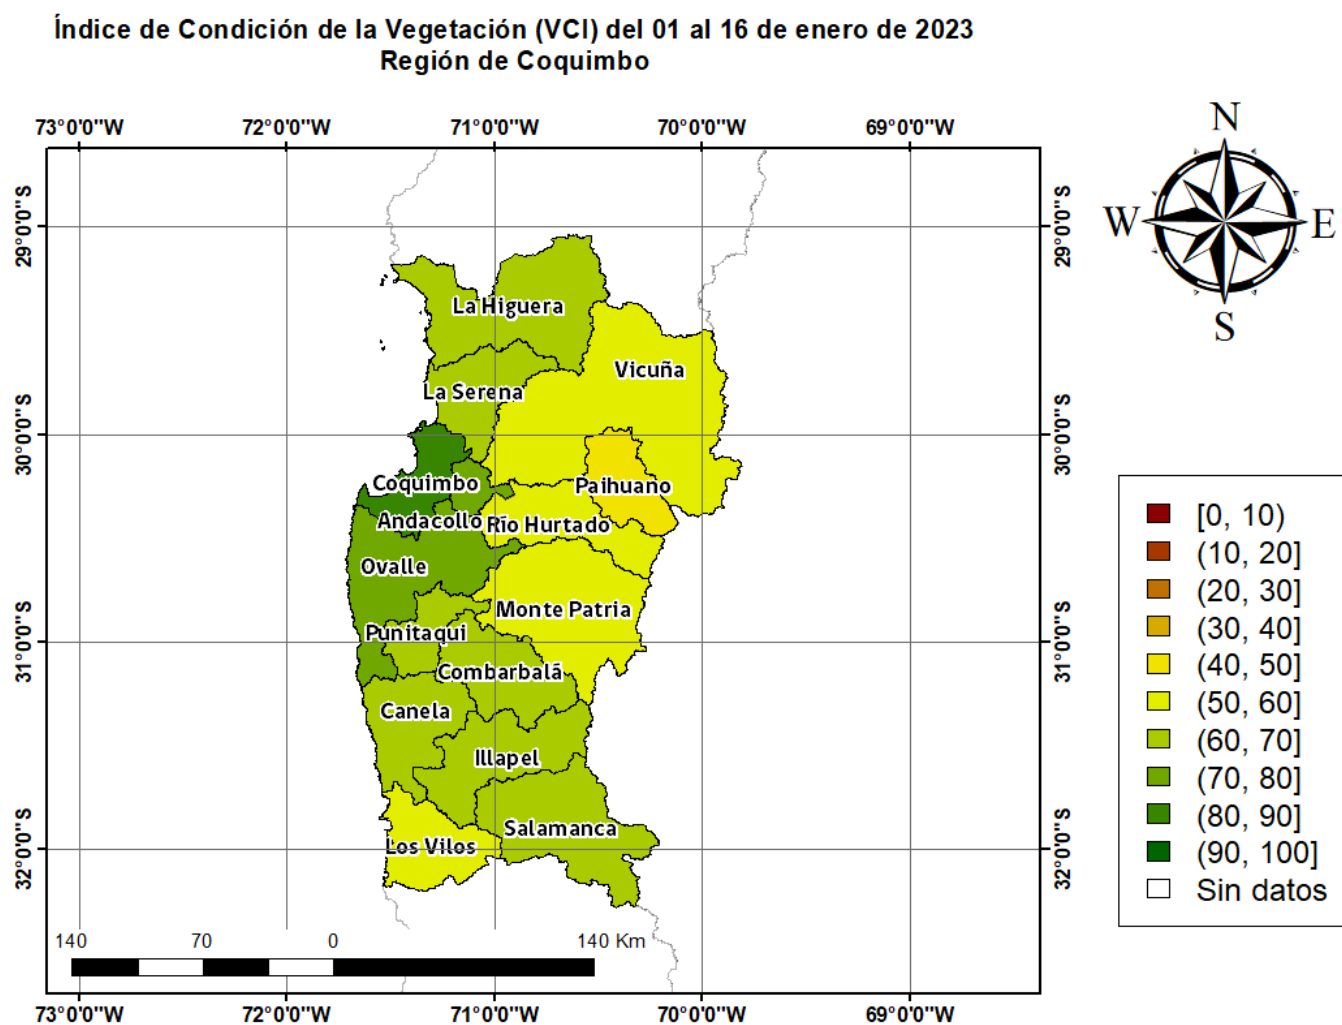 Índice de Condición de la Vegetación (VCI) del 01 al 16 de enero de 2023
Región de Coquimbo
73°0'0"W 72°0'0"W 71°0'0"W 70°0'0"W 69°0'0"W
N
W E
S
29°0'0"S 29°0'0"S
La Higuera
Vicuña
La Serena
30°0'0"S 30°0'0"S
Coquimbo Paihuano
Andacollo Río Hurtado
Ovalle
Monte Patria
Punitaqui
31°0'0"S 31°0'0"S
Combarbalá
Canela
Illapel
Salamanca
Los Vilos
32°0'0"S 32°0'0"S
[0, 10)
(10, 20]
(20, 30]
(30, 40]
(40, 50]
(50, 60]
(60, 70]
(70, 80]
(80, 90]
(90, 100]
Sin datos
140 70 0 140 Km
73°0'0"W 72°0'0"W 71°0'0"W 70°0'0"W 69°0'0"W